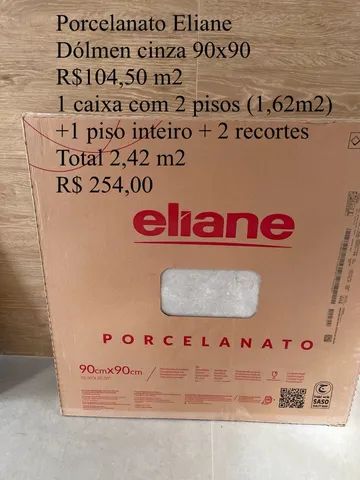 Porcelanato Eliane
Dólmen cinza 90x90
R$104,50 m2
1 caixa com 2 pisos (1,62m2)
+1 piso inteiro + 2 recortes
Total 2,42 m2
R$ 254,00
eliane
PORCELANATO
90cmx90cm
SASO